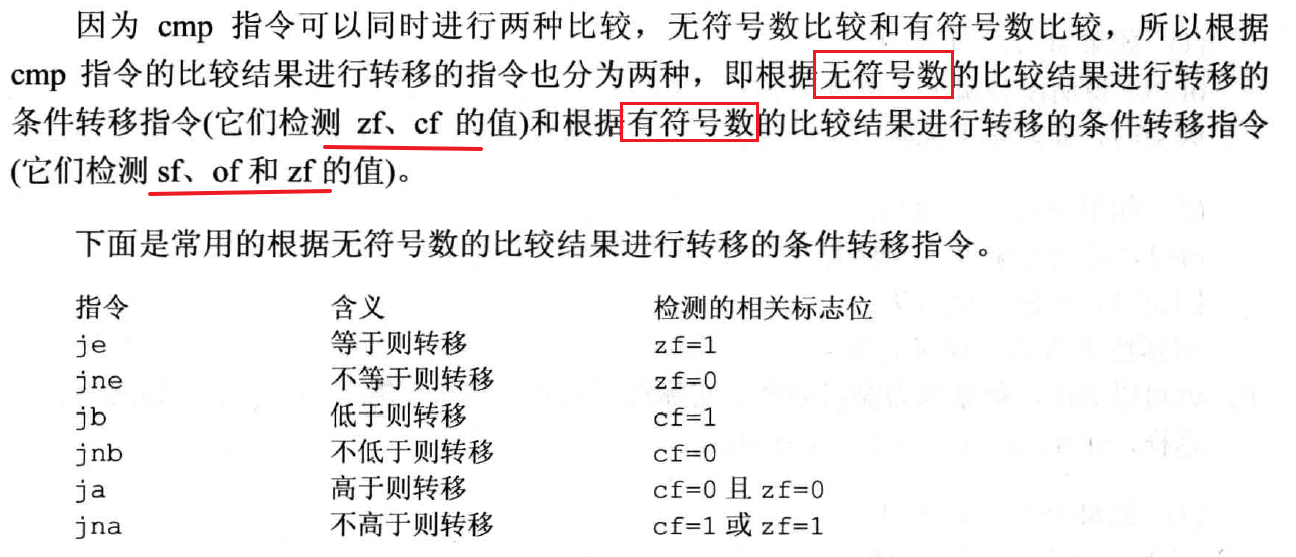 因为 cmp 指令可以同时进行两种比较，无符号数比较和有符号数比较，所以根据
cmp 指令的比较结果进行转移的指令也分为两种，即根据无符号数的比较结果进行转移的
条件转移指令(它们检测 zf、cf 的值)和根据有符号数的比较结果进行转移的条件转移指令
(它们检测 sf、of 和 zf 的值)。
下面是常用的根据无符号数的比较结果进行转移的条件转移指令。
指令 含义 检测的相关标志位
je 等于则转移 zf=1
jne 不等于则转移 zf=0
jb 低于则转移 cf=1
jnb 不低于则转移 cf=0
ja 高于则转移 cf=0 且 zf=0
jna 不高于则转移 cf=1 或 zf=1